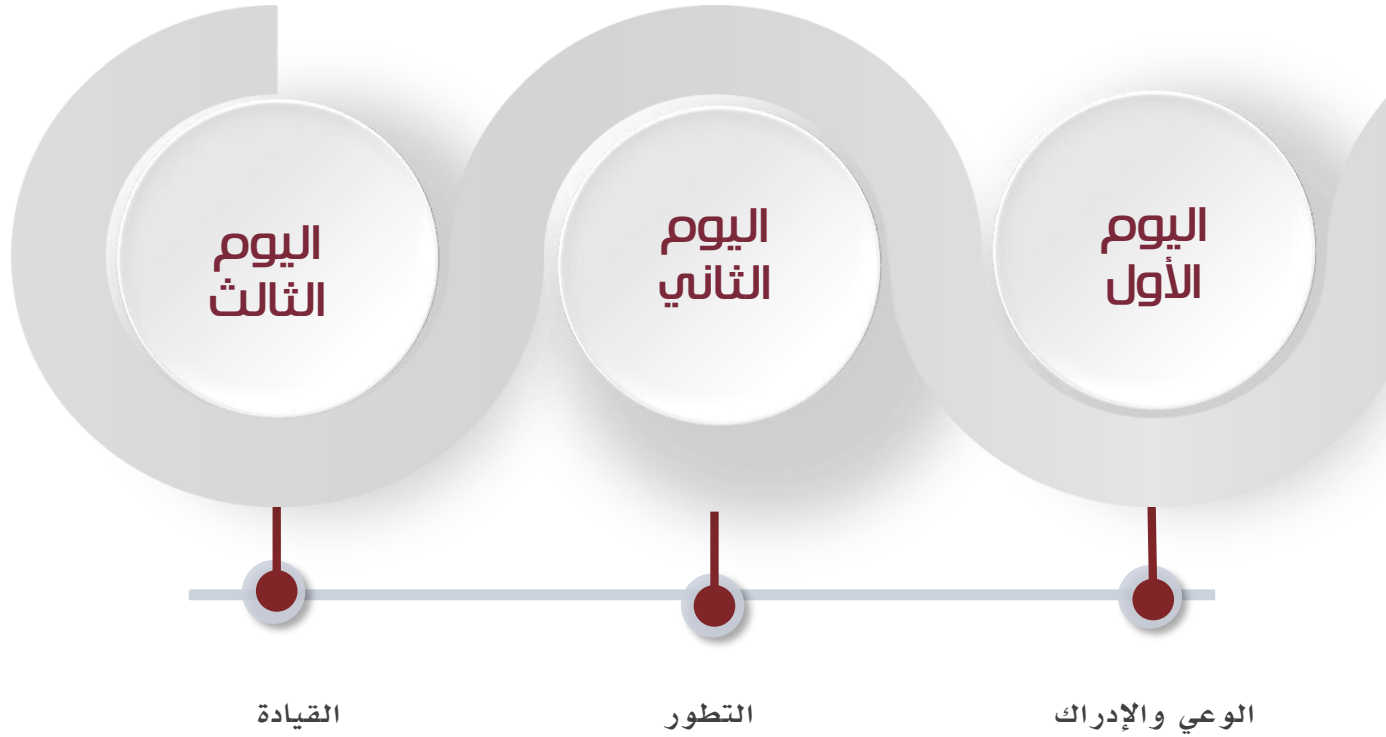 اليوم
الأول
اليوم
الثاني
اليوم
الثالث
الوعي والإدراك
التطور
القيادة